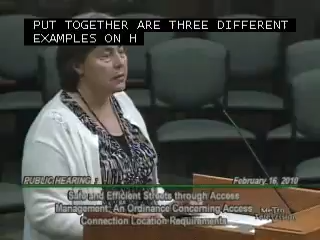 PUT TOGETHER ARE THREE DIFFERENT
EXAMPLES ON H
PUBLIC HEARING
February 16, 2010
Safe and Efficient Streets through Access
Management: An Ordinance Concerning Access
Connection Location Requirements